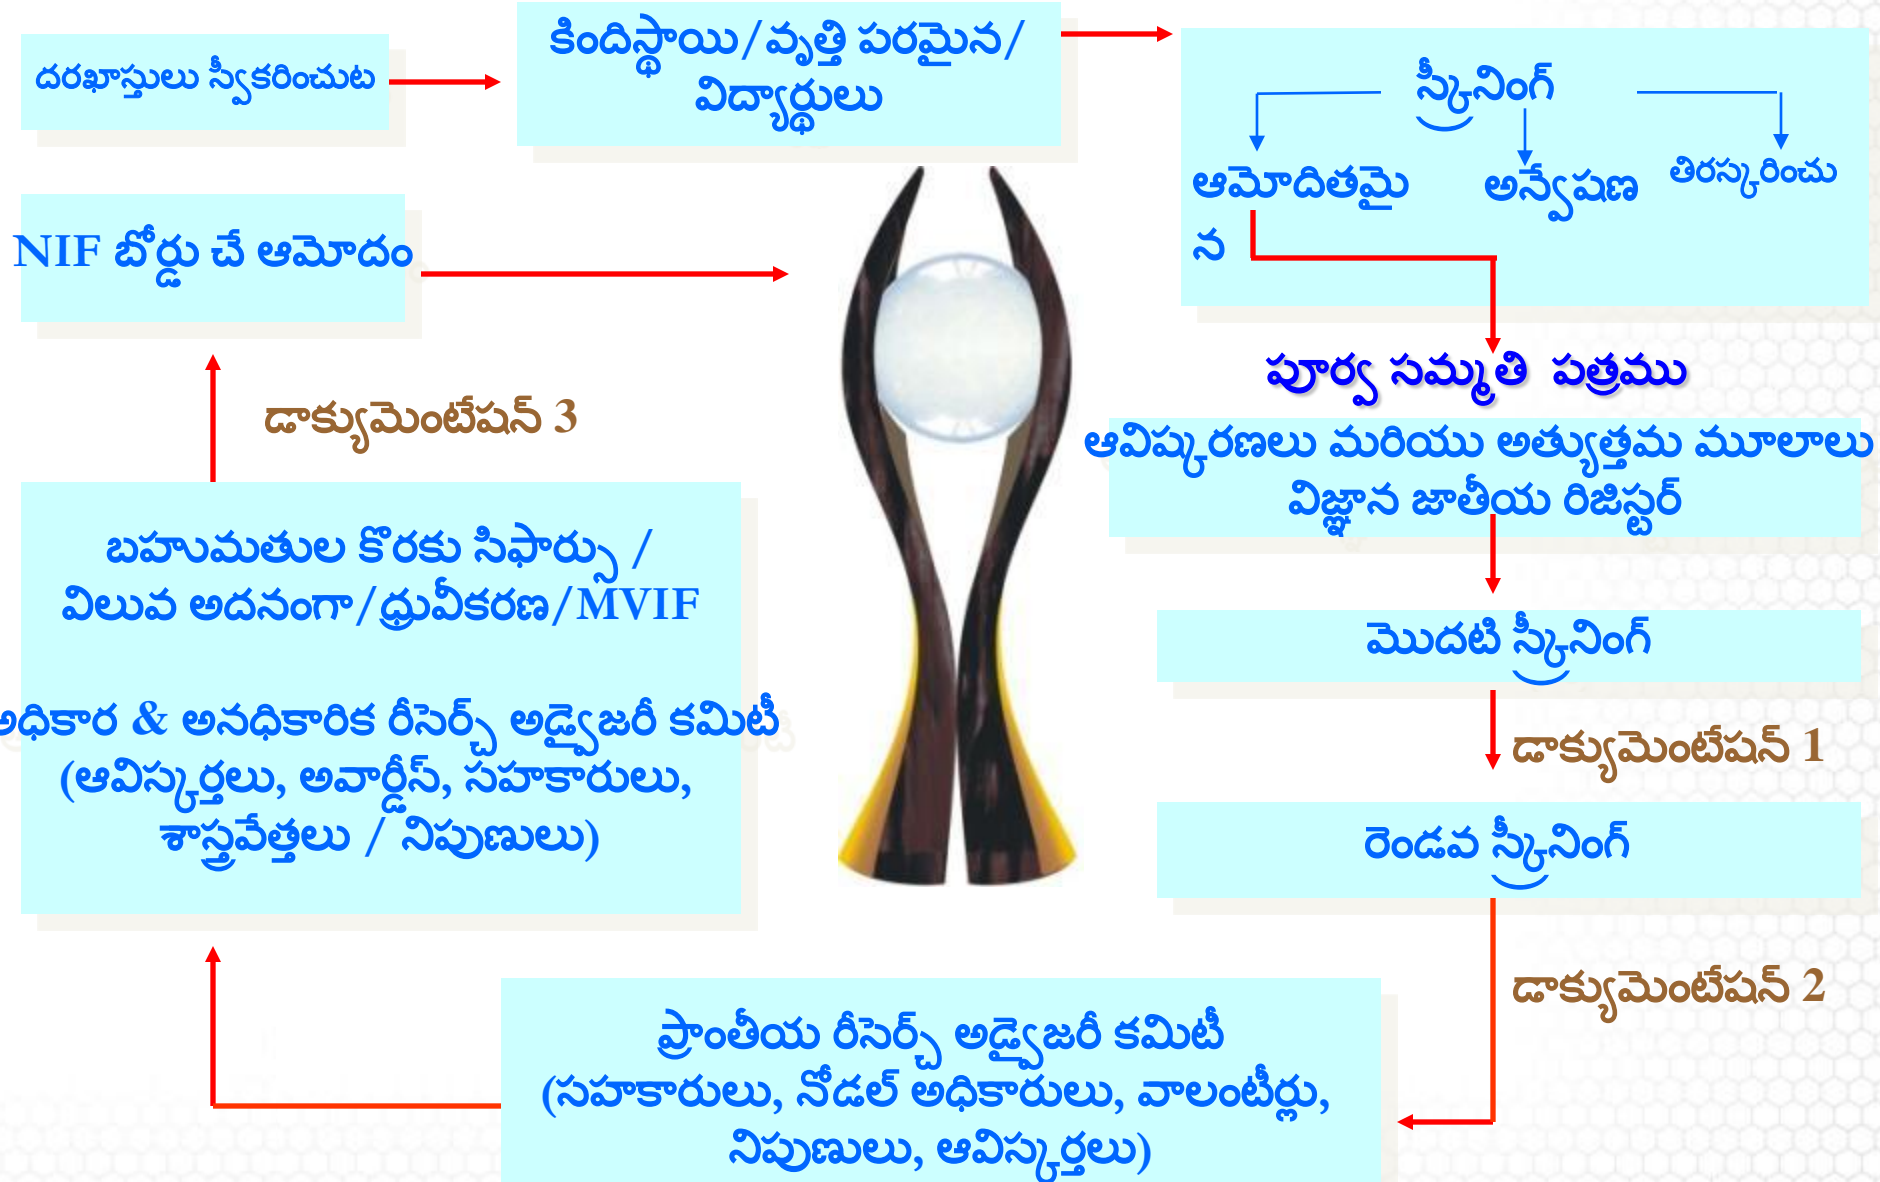 దరఖాస్తులు స్వీకరించుట
కిందిస్థాయి/వృత్తి పరమైన/
విద్యార్థులు
స్క్రీనింగ్
ఆమోదితమై
న
అన్వేషణ
తిరస్కరించు
పూర్వ సమ్మతి పత్రము
ఆవిష్కరణలు మరియు అత్యుత్తమ మూలాలు
విజ్ఞాన జాతీయ రిజిస్టర్
మొదటి స్క్రీనింగ్
డాక్యుమెంటేషన్ 1
రెండవ స్క్రీనింగ్
డాక్యుమెంటేషన్ 2
ప్రాంతీయ రీసెర్చ్ అడ్వైజరీ కమిటీ
(సహకారులు, నోడల్ అధికారులు, వాలంటీర్లు,
నిపుణులు, ఆవిస్కర్తలు)
బహుమతుల కొరకు సిఫార్సు /
విలువ అదనంగా/ధ్రువీకరణ/MVIF
అధికార & అనధికారిక రీసెర్చ్ అడ్వైజరీ కమిటీ
(ఆవిస్కర్తలు, అవార్డీస్, సహకారులు,
శాస్త్రవేత్తలు / నిపుణులు)
డాక్యుమెంటేషన్ 3
NIF బోర్డు చే ఆమోదం